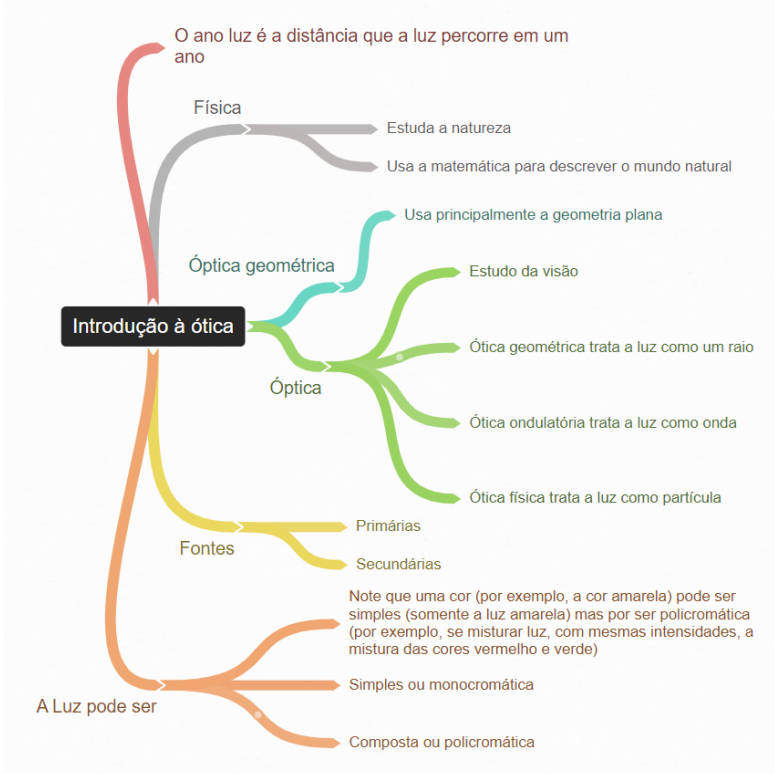 O ano luz é a distância que a luz percorre em um
ano
Física
Estuda a natureza
Usa a matemática para descrever o mundo natural
Usa principalmente a geometria plana
Óptica geométrica
Estudo da visão
Introdução à ótica
Ótica geométrica trata a luz como um raio
Óptica
Ótica ondulatória trata a luz como onda
Ótica física trata a luz como partícula
Primárias
Fontes
Secundárias
Note que uma cor (por exemplo, a cor amarela) pode ser
simples (somente a luz amarela) mas por ser policromática
(por exemplo, se misturar luz, com mesmas intensidades, a
mistura das cores vermelho e verde)
Simples ou monocromática
A Luz pode ser
Composta ou policromática